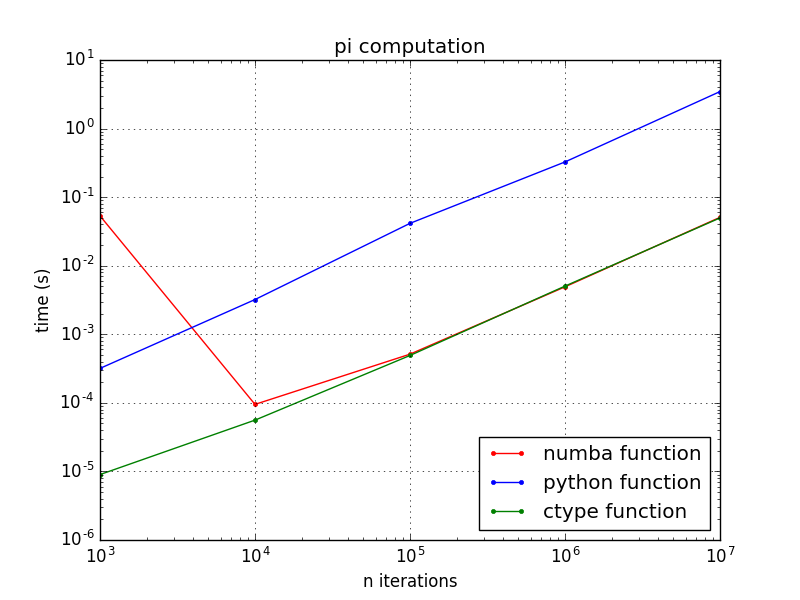 pi computation
10^1
10^0
10^-1
10^-2
10^-3
10^-4
10^-5
10^-6
time (s)
numba function
python function
ctype function
10^3 10^4 10^5 10^6 10^7
n iterations